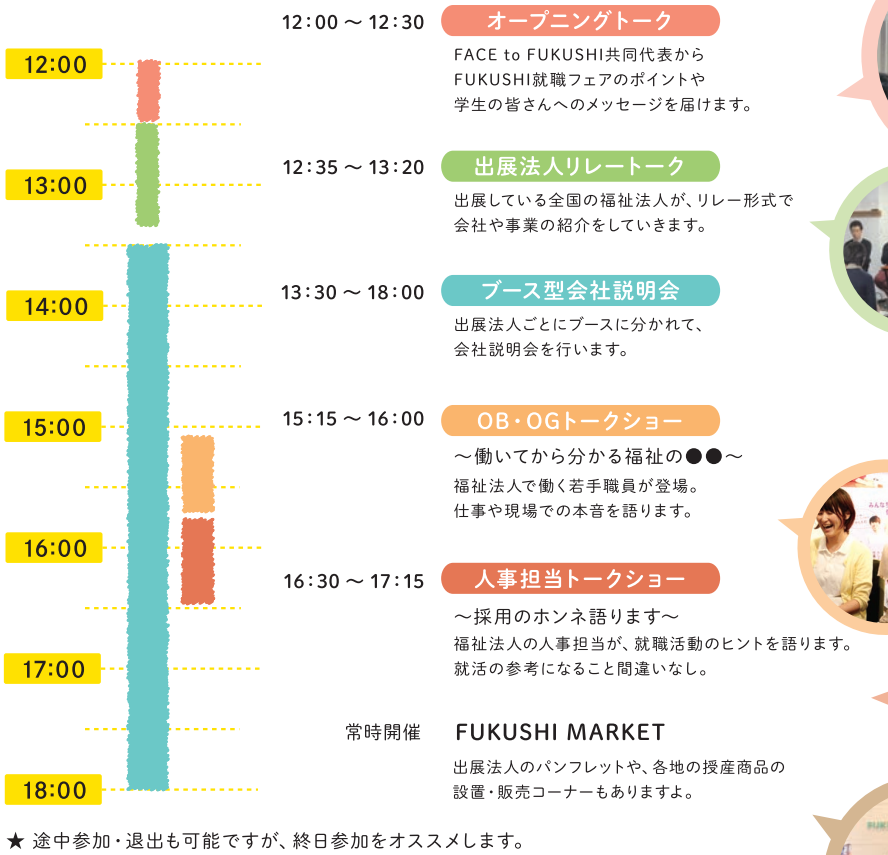 12:00
13:00
14:00
15:00
16:00
17:00
18:00
12:00 〜 12:30 オープニングトーク
FACE to FUKUSHI共同代表から
FUKUSHI就職フェアのポイントや
学生の皆さんへのメッセージを届けます。
12:35 〜 13:20 出展法人リレートーク
出展している全国の福祉法人が、リレー形式で
会社や事業の紹介をしていきます。
13:30 〜 18:00 ブース型会社説明会
出展法人ごとにブースに分かれて、
会社説明会を行います。
15:15 〜 16:00 OB・OGトークショー
〜働いてから分かる福祉の●●〜
福祉法人で働く若手職員が登場。
仕事や現場での本音を語ります。
16:30 〜 17:15 人事担当トークショー
〜採用のホンネ語ります〜
福祉法人の人事担当が、就職活動のヒントを語ります。
就活の参考になること間違いなし。
常時開催 FUKUSHI MARKET
出展法人のパンフレットや、各地の授産商品の
設置・販売コーナーもありますよ。
★ 途中参加・退出も可能ですが、終日参加をオススメします。